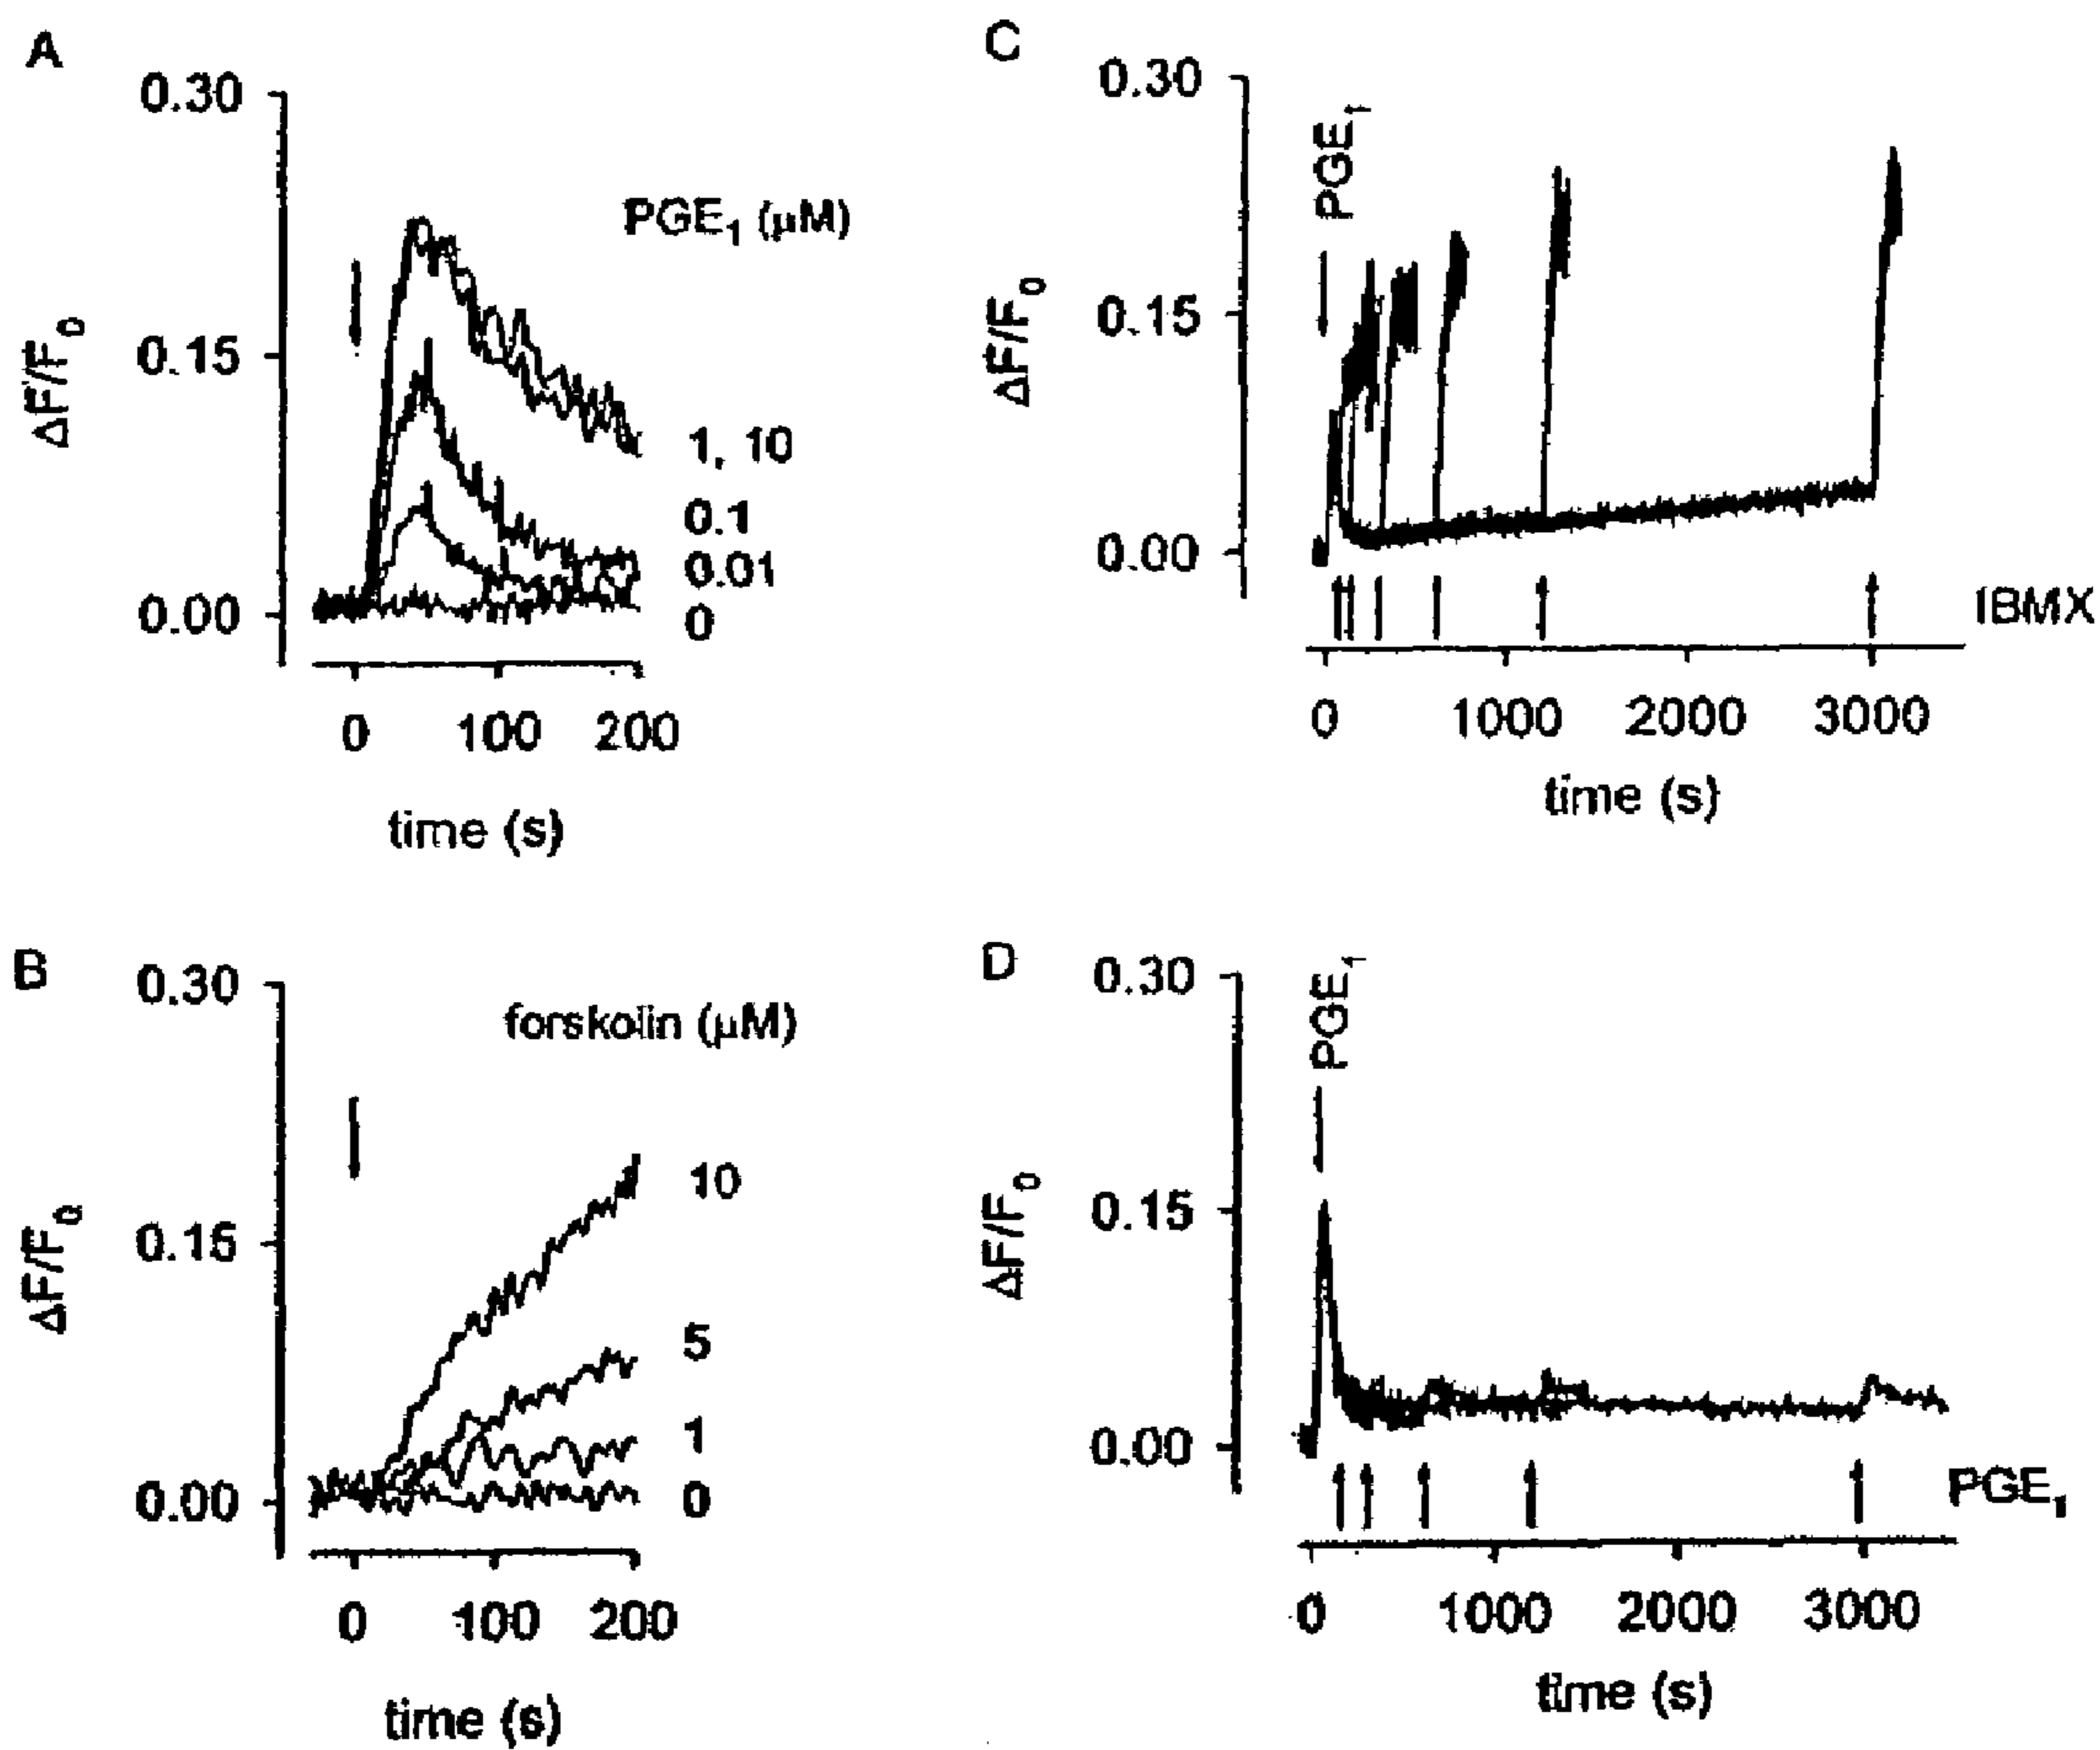 A
0.30
0.15
0.00
ΔF/F0
PGE1 (μM)
1, 10
0.1
0.01
0
0 100 200
time (s)
B
0.30
0.15
0.00
ΔF/F0
forskolin (μM)
10
5
1
0
0 100 200
time (s)
C
0.30
0.15
0.00
ΔF/F0
PGE1
IBMX
0 1000 2000 3000
time (s)
D
0.30
0.15
0.00
ΔF/F0
PGE1
PGE1
0 1000 2000 3000
time (s)